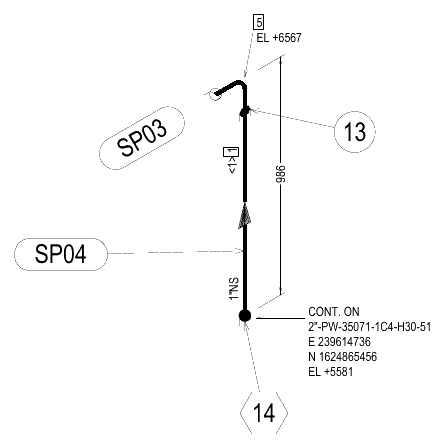 5
EL +6567
SP03
13
<1> 1
986
SP04
1"NS
CONT. ON
2"-PW-35071-1C4-H30-51
E 239614736
N 1624865456
EL +5581
14